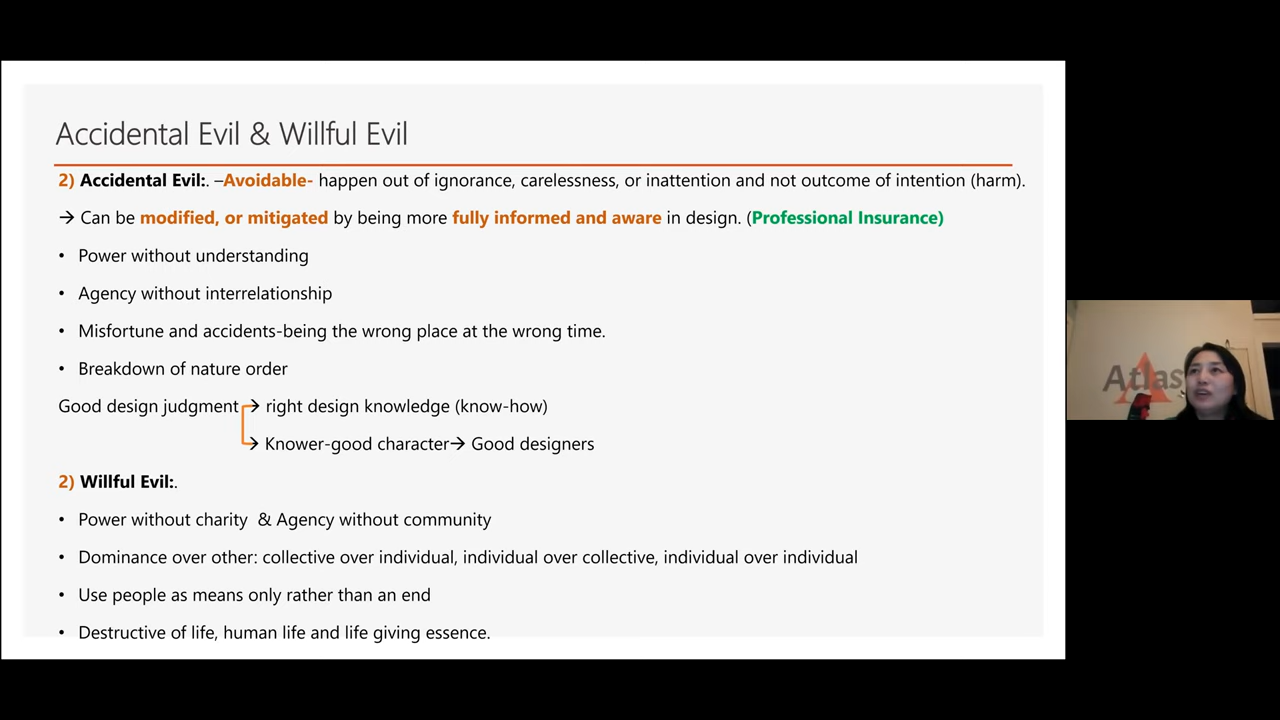 Accidental Evil & Willful Evil
2) Accidental Evil:. –Avoidable- happen out of ignorance, carelessness, or inattention and not outcome of intention (harm).
→ Can be modified, or mitigated by being more fully informed and aware in design. (Professional Insurance)
• Power without understanding
• Agency without interrelationship
• Misfortune and accidents-being the wrong place at the wrong time.
• Breakdown of nature order
Good design judgment → right design knowledge (know-how)
→ Knower-good character→ Good designers
2) Willful Evil:.
• Power without charity & Agency without community
• Dominance over other: collective over individual, individual over collective, individual over individual
• Use people as means only rather than an end
• Destructive of life, human life and life giving essence.
Atlas